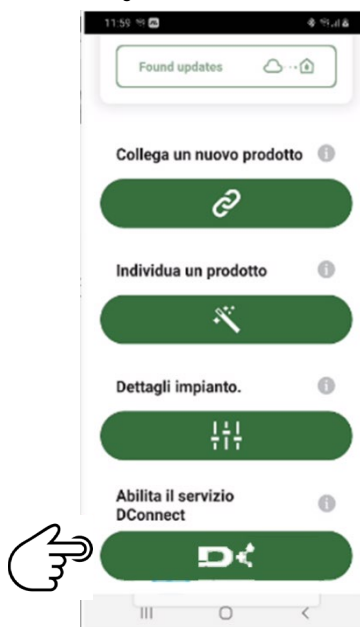 11:59
Found updates
Collega un nuovo prodotto
Individua un prodotto
Dettagli impianto.
Abilita il servizio
DConnect